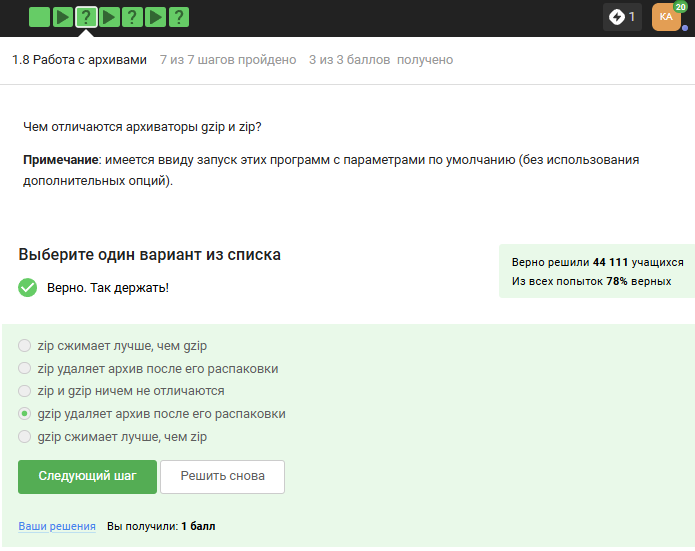 ? ? ?
1
КА
20
1.8 Работа с архивами 7 из 7 шагов пройдено 3 из 3 баллов получено
Чем отличаются архиваторы gzip и zip?
Примечание: имеется ввиду запуск этих программ с параметрами по умолчанию (без использования
дополнительных опций).
Выберите один вариант из списка
Верно решили 44 111 учащихся
Из всех попыток 78% верных
Верно. Так держать!
zip сжимает лучше, чем gzip
zip удаляет архив после его распаковки
zip и gzip ничем не отличаются
gzip удаляет архив после его распаковки
gzip сжимает лучше, чем zip
Следующий шаг
Решить снова
Ваши решения Вы получили: 1 балл